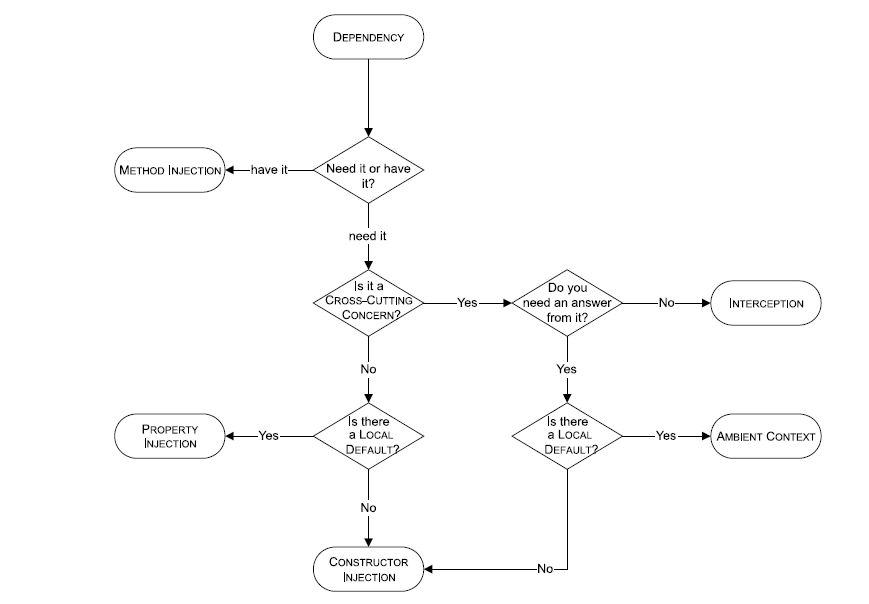 DEPENDENCY
METHOD INJECTION
have it
Need it or have
it?
need it
Is it a
CROSS-CUTTING
CONCERN?
Yes
Do you
need an answer
from it?
No
INTERCEPTION
No
Yes
PROPERTY
INJECTION
Yes
Is there
a LOCAL
DEFAULT?
Is there
a LOCAL
DEFAULT?
Yes
AMBIENT CONTEXT
No
CONSTRUCTOR
INJECTION
No